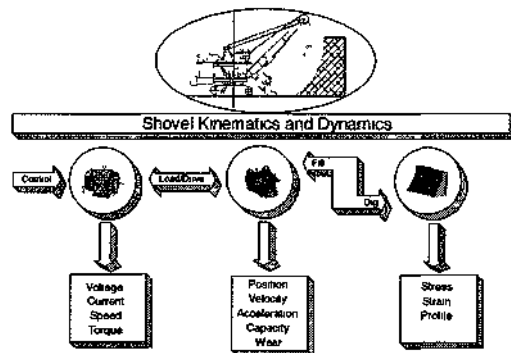 Shovel Kinematics and Dynamics
Control
Load/Drive
Fill
Dig
Voltage
Current
Speed
Torque
Position
Velocity
Acceleration
Capacity
Wear
Stress
Strain
Profile